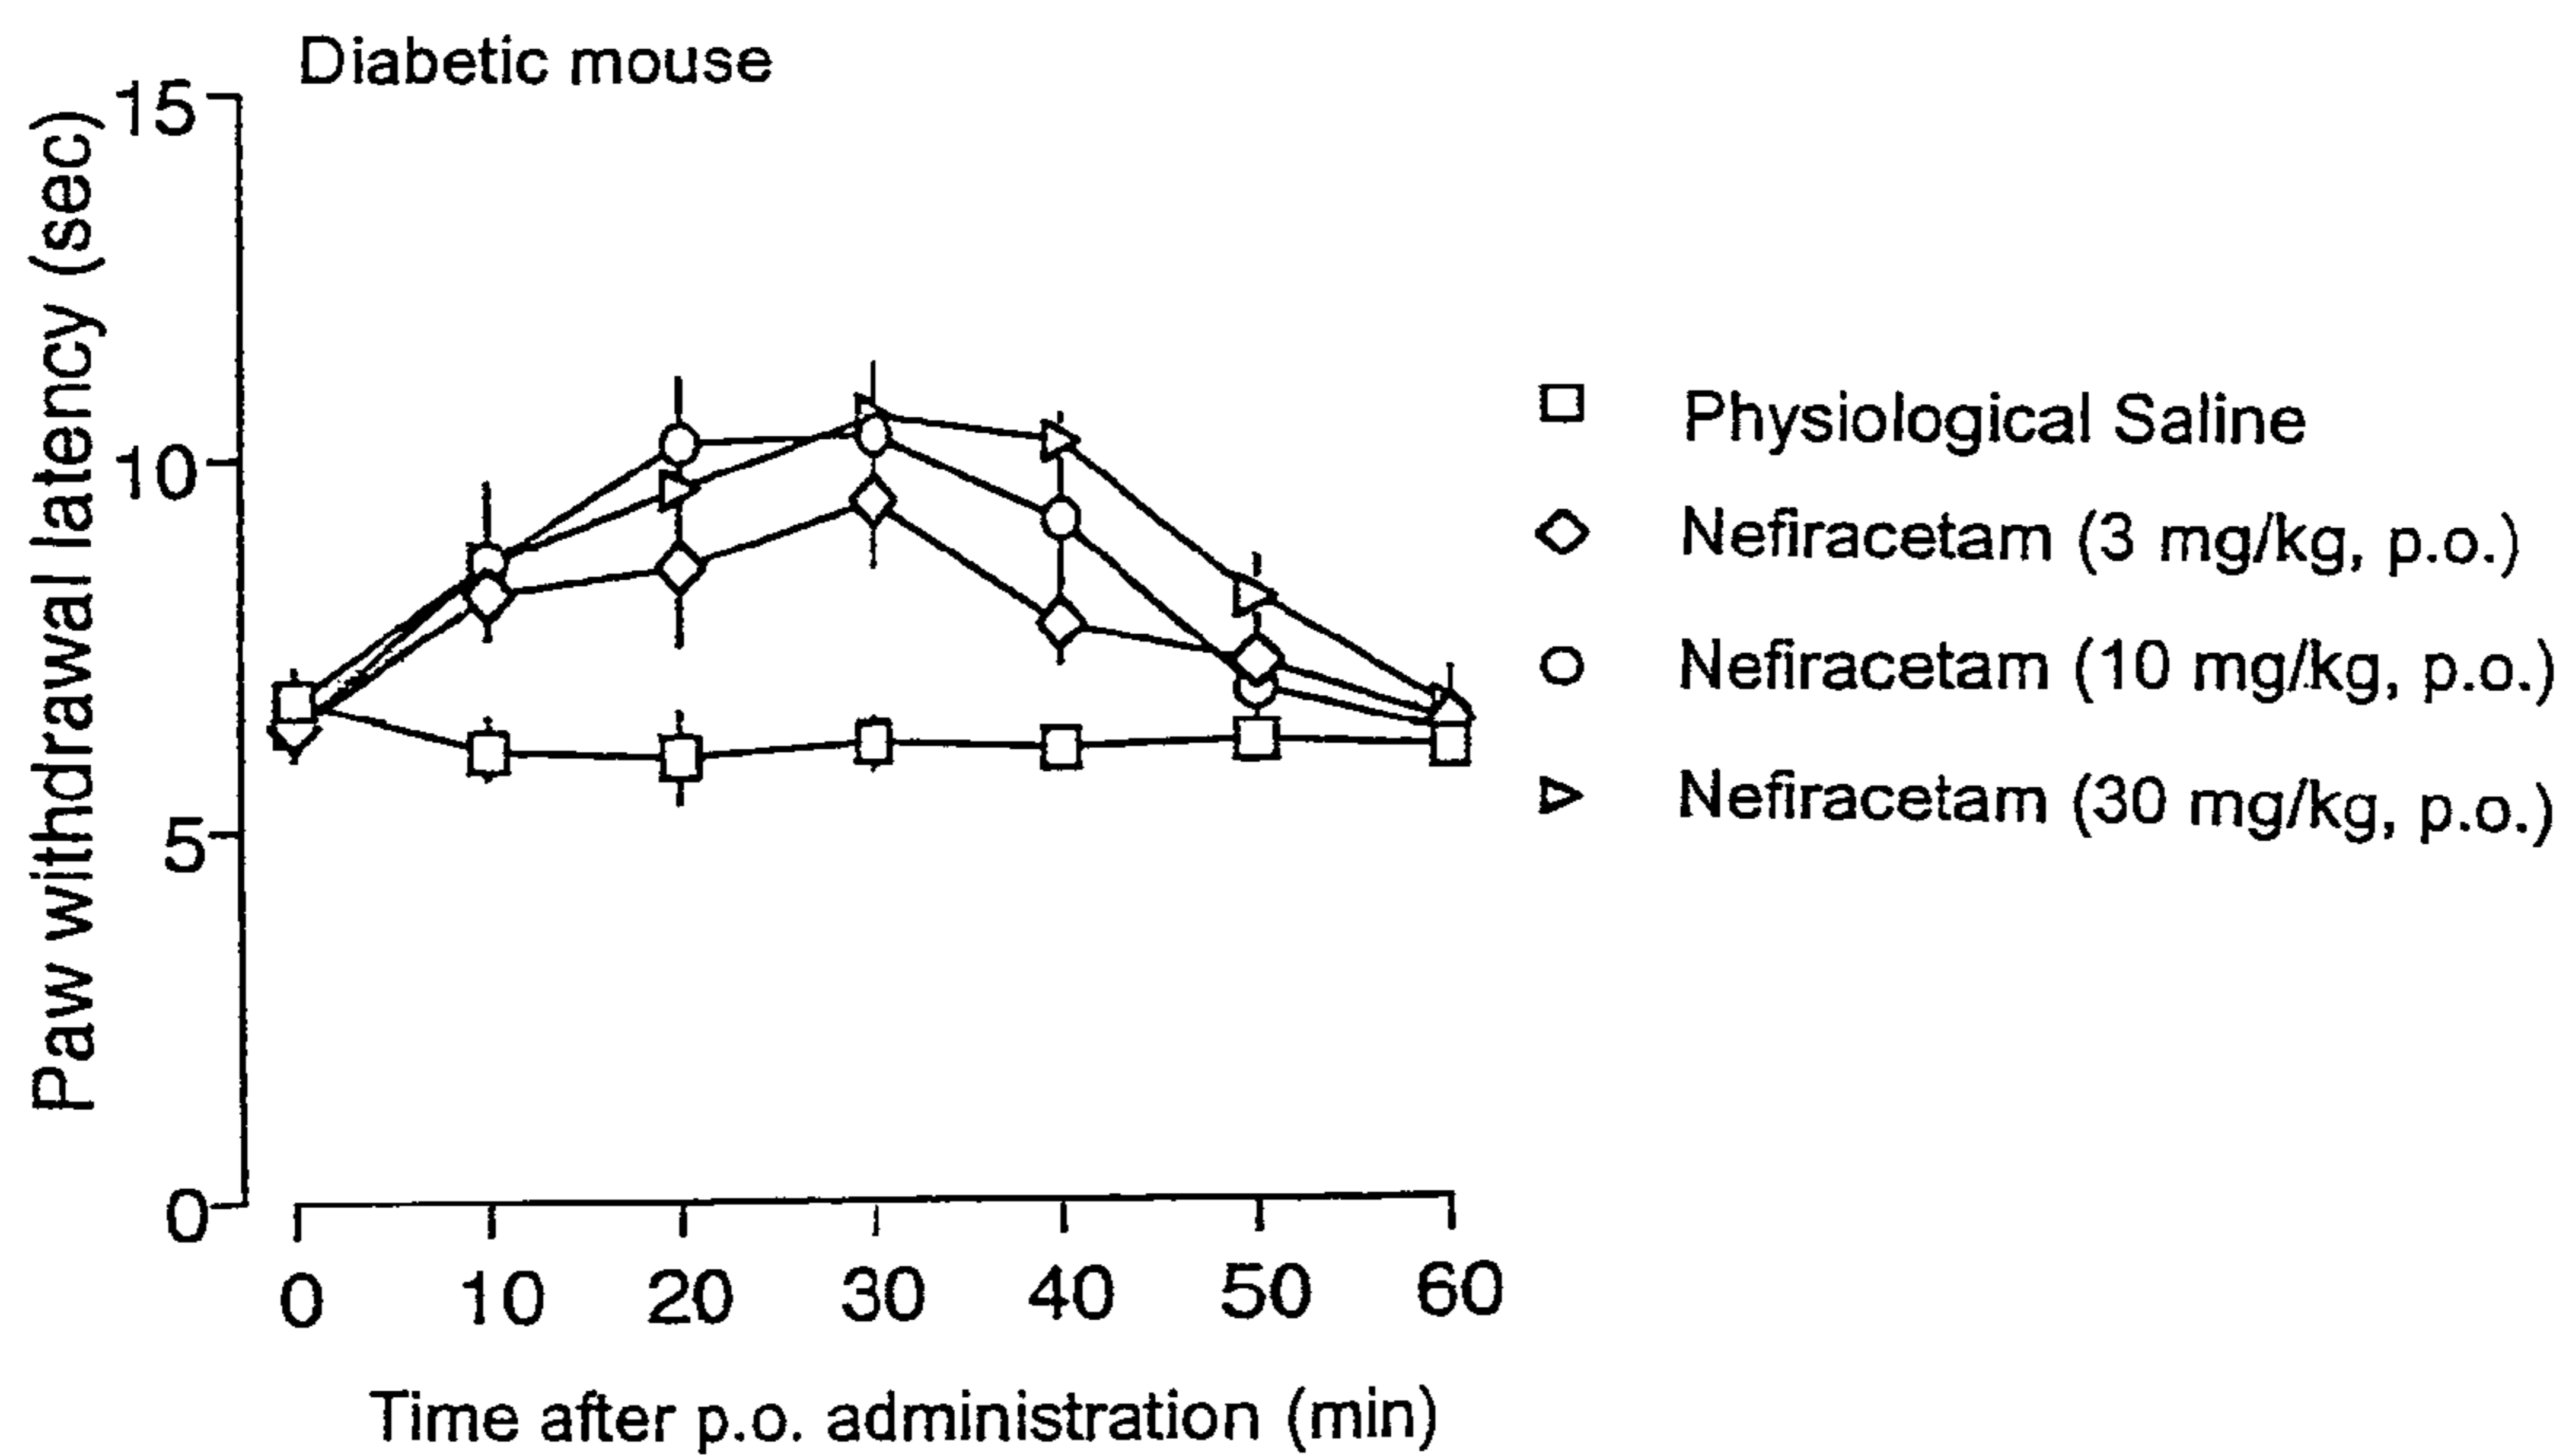 Diabetic mouse
Paw withdrawal latency (sec)
15
10
5
0
0 10 20 30 40 50 60
Time after p.o. administration (min)
Physiological Saline
Nefiracetam (3 mg/kg, p.o.)
Nefiracetam (10 mg/kg, p.o.)
Nefiracetam (30 mg/kg, p.o.)